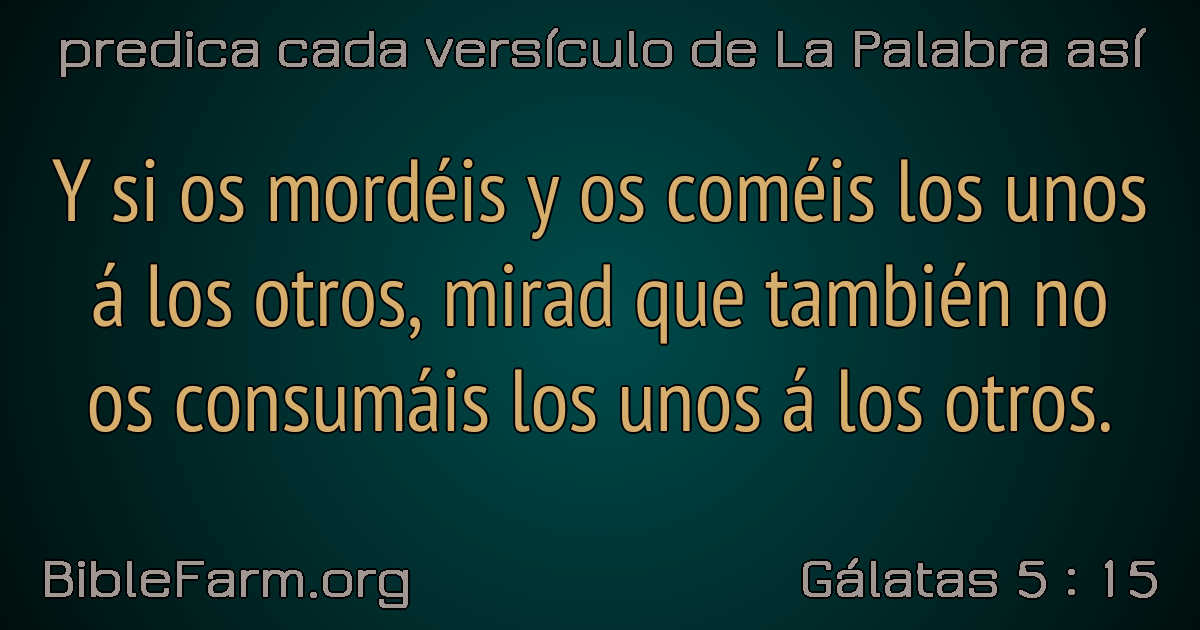 predica cada versículo de La Palabra así
Y si os mordéis y os coméis los unos
á los otros, mirad que también no
os consumáis los unos á los otros.
BibleFarm.org
Gálatas 5 : 15